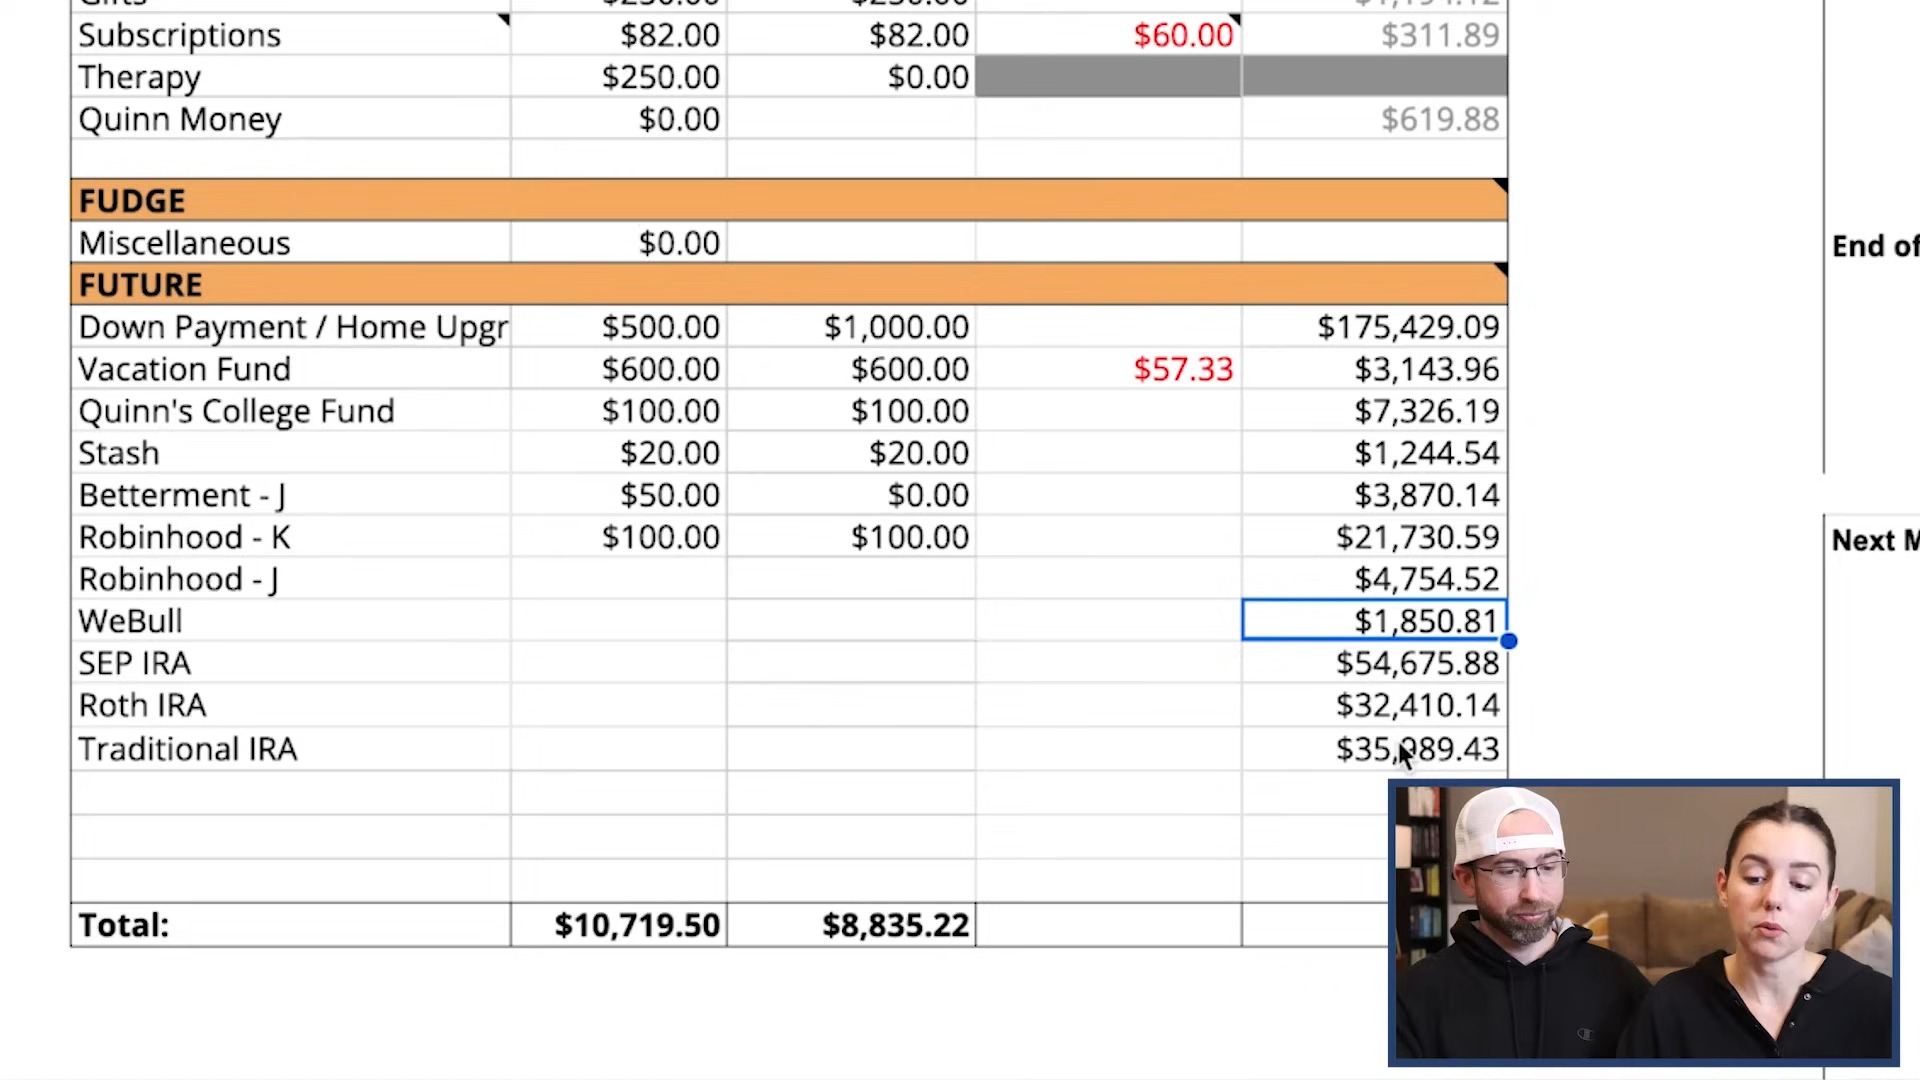 Subscriptions $82.00 $82.00 $60.00 $311.89
Therapy $250.00 $0.00
Quinn Money $0.00 $619.88
FUDGE
Miscellaneous $0.00
End of
FUTURE
Down Payment / Home Upgr $500.00 $1,000.00 $175,429.09
Vacation Fund $600.00 $600.00 $57.33 $3,143.96
Quinn's College Fund $100.00 $100.00 $7,326.19
Stash $20.00 $20.00 $1,244.54
Betterment - J $50.00 $0.00 $3,870.14
Robinhood - K $100.00 $100.00 $21,730.59
Next M
Robinhood - J $4,754.52
WeBull $1,850.81
SEP IRA $54,675.88
Roth IRA $32,410.14
Traditional IRA
Total: $10,719.50 $8,835.22